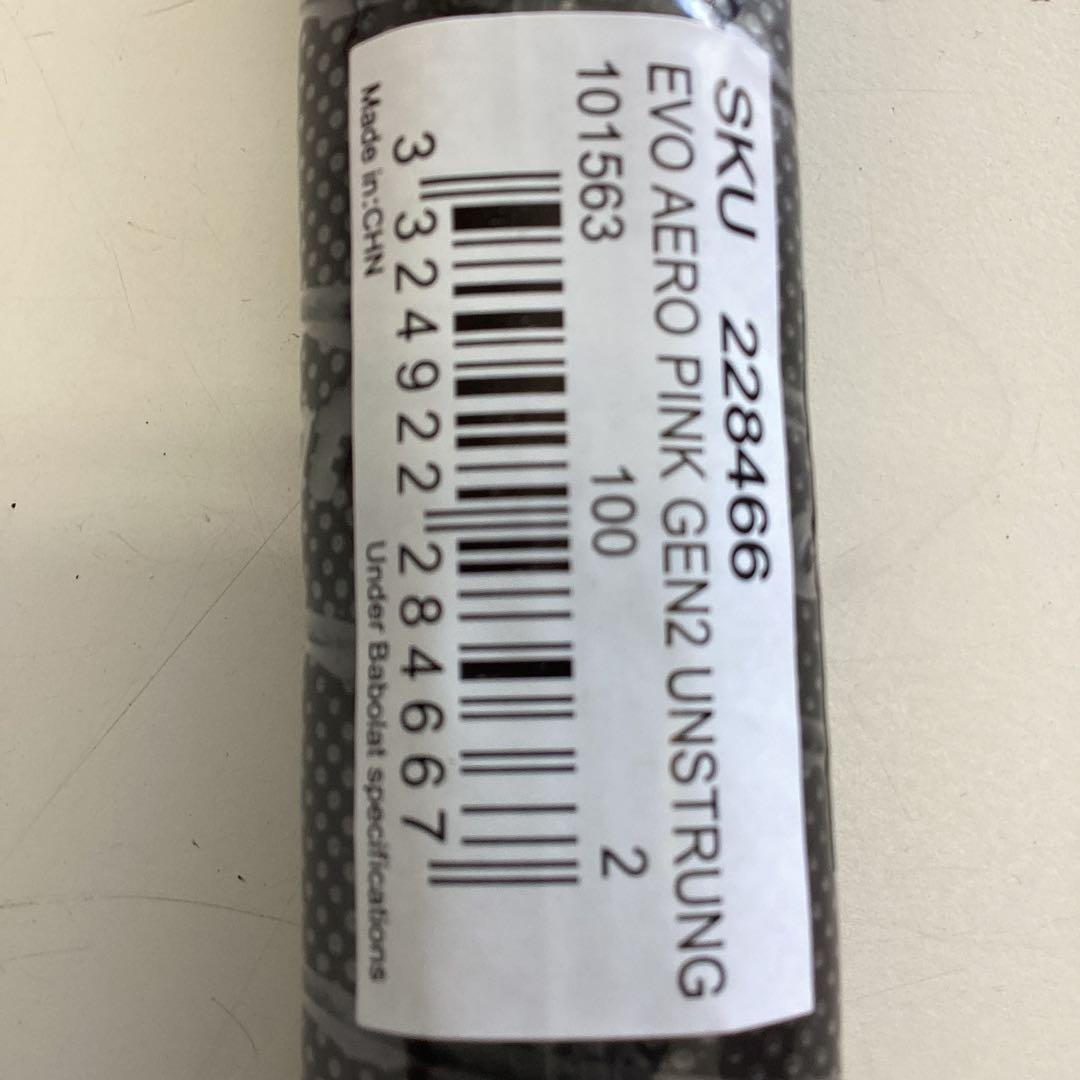 SKU 228466
EVO AERO PINK GEN2 UNSTRUNG
101563 100 2
3 324922 284667
Made in:CHN Under Babolat specifications